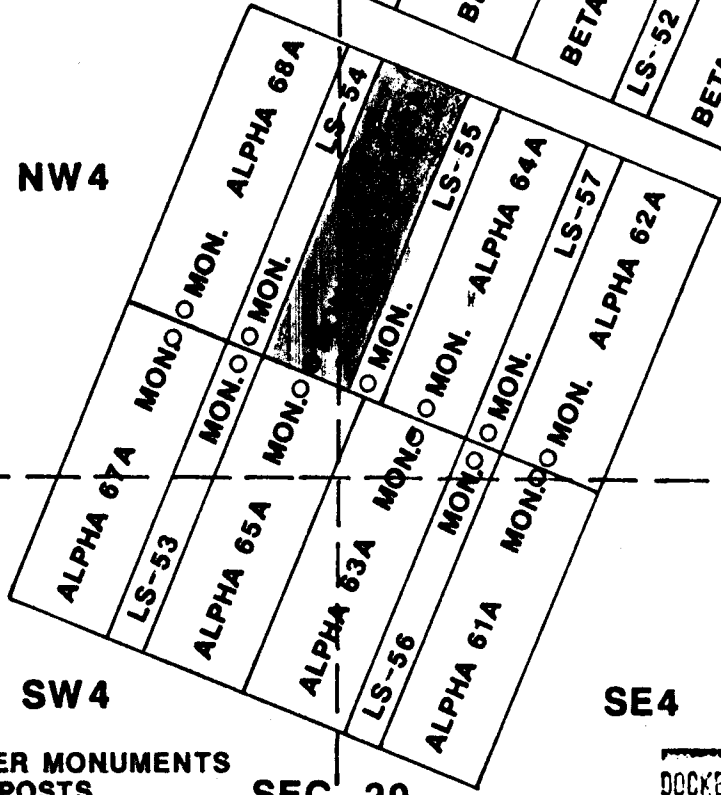 BETA
LS-52
BETA
NW4
ALPHA 68A
LS-54
LS-55
ALPHA 64A
LS-57
ALPHA 62A
MON.
MON.
MON.
MON.
MON.
MON.
MON.
MON.
MON.
MON.
MON.
MON.
ALPHA 67A
LS-53
ALPHA 65A
ALPHA 63A
LS-56
ALPHA 61A
SW4
SE4
ER MONUMENTS
POSTS
SEC